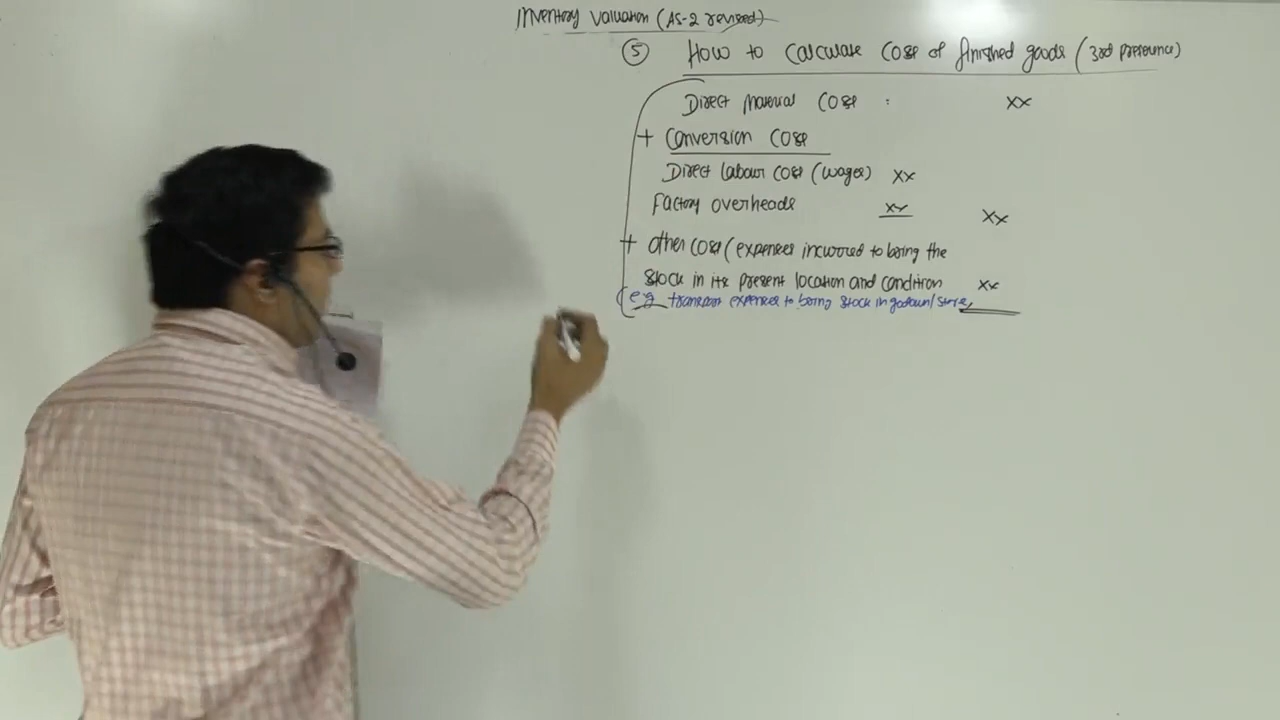 Inventory Valuation (AS-2 revised)
⑤ How to Calculate Cost of finished goods (3rd preference)
Direct Material Cost : xx
+ Conversion Cost
Direct labour cost (wages) xx
Factory overheads xx xx
+ other cost (expenses incurred to bring the
stock in its present location and condition xx
(e.g. transport expenses to being stock in godown/store